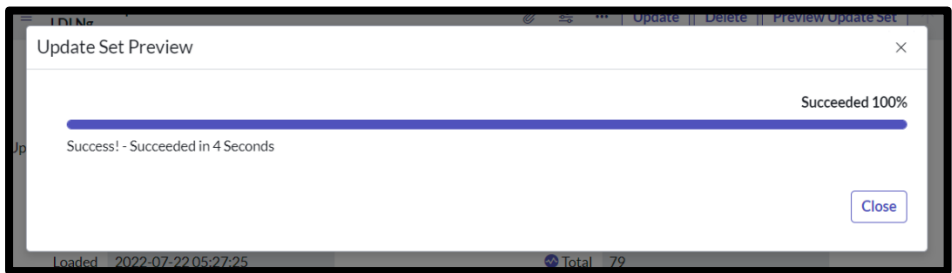 LDLNg
Update Delete Preview Update Set
Update Set Preview
Succeeded 100%
Success! - Succeeded in 4 Seconds
Close
Loaded 2022-07-22 05:27:25 Total 79